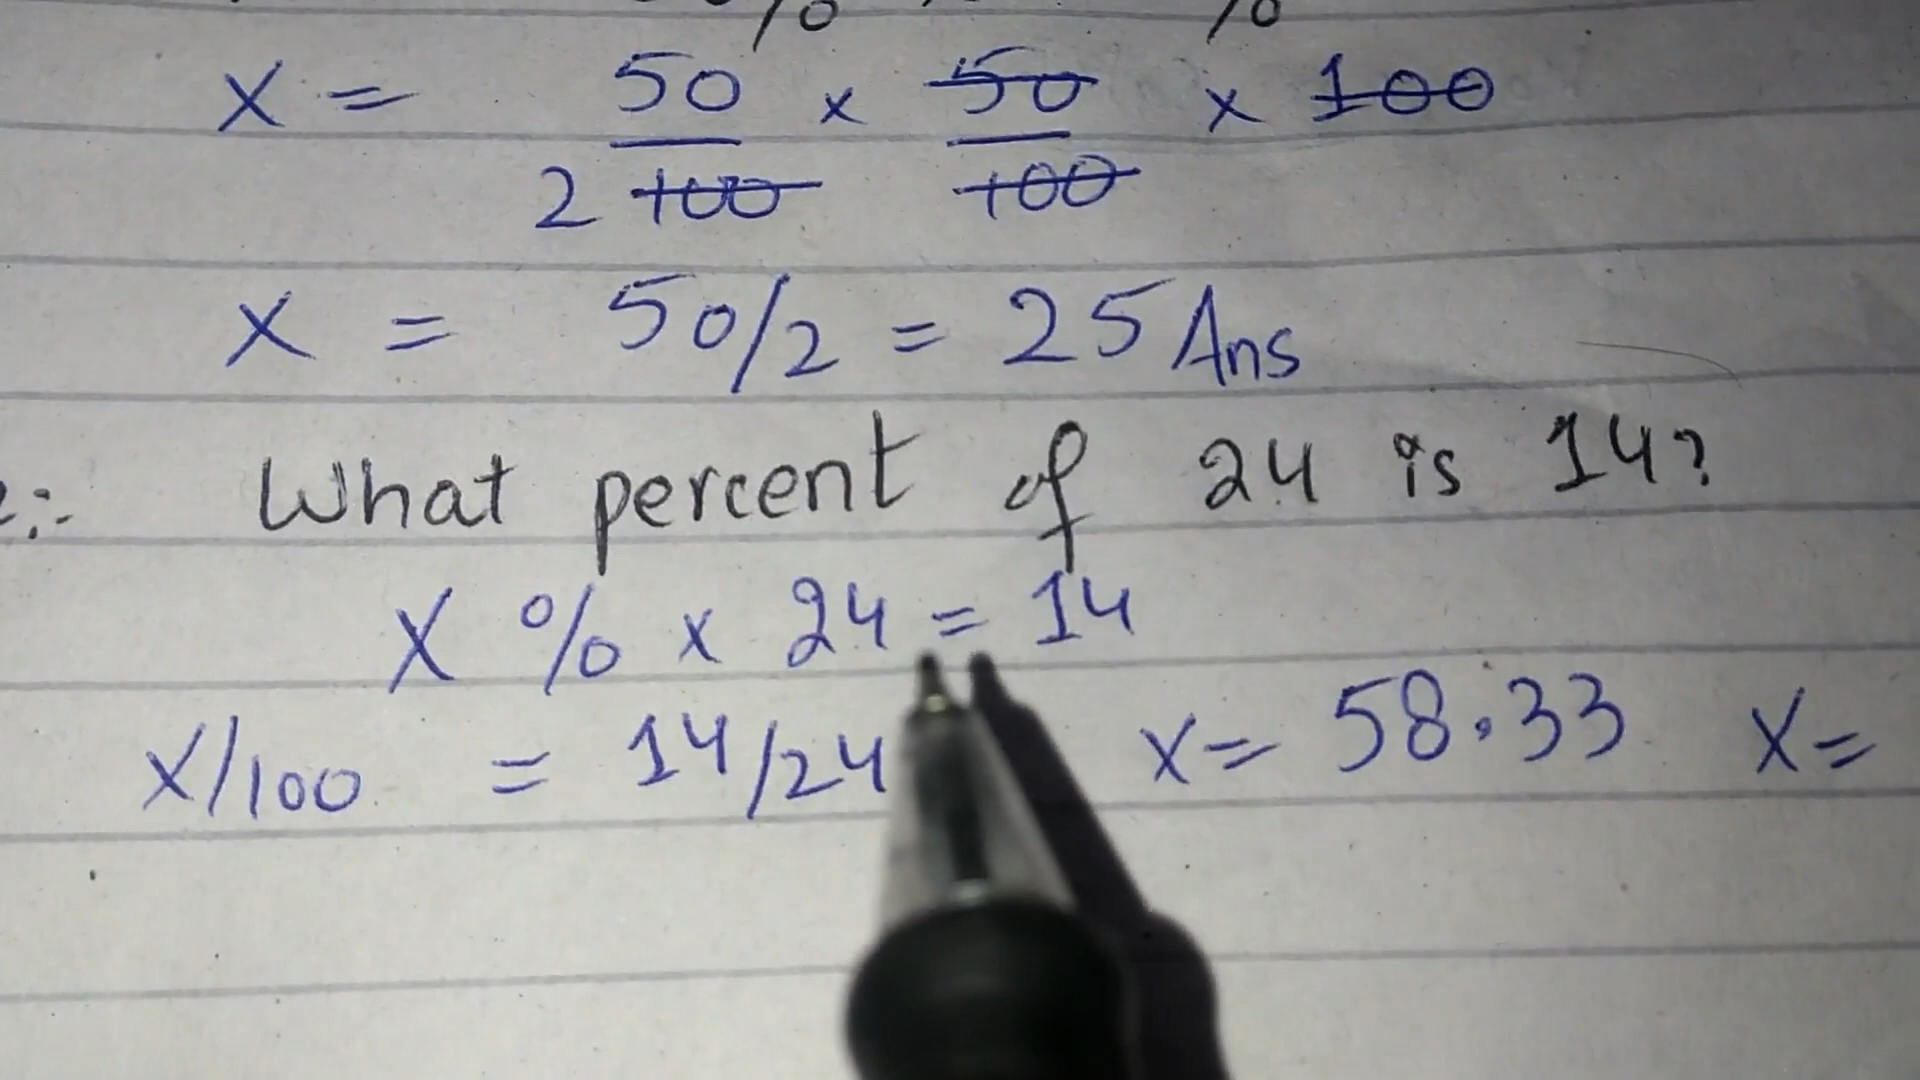 % %
X = 50 x 50 x 100
2 100 100
X = 50/2 = 25 Ans
What percent of 24 is 14?
X % x 24 = 14
X/100 = 14/24 X = 58.33 X =